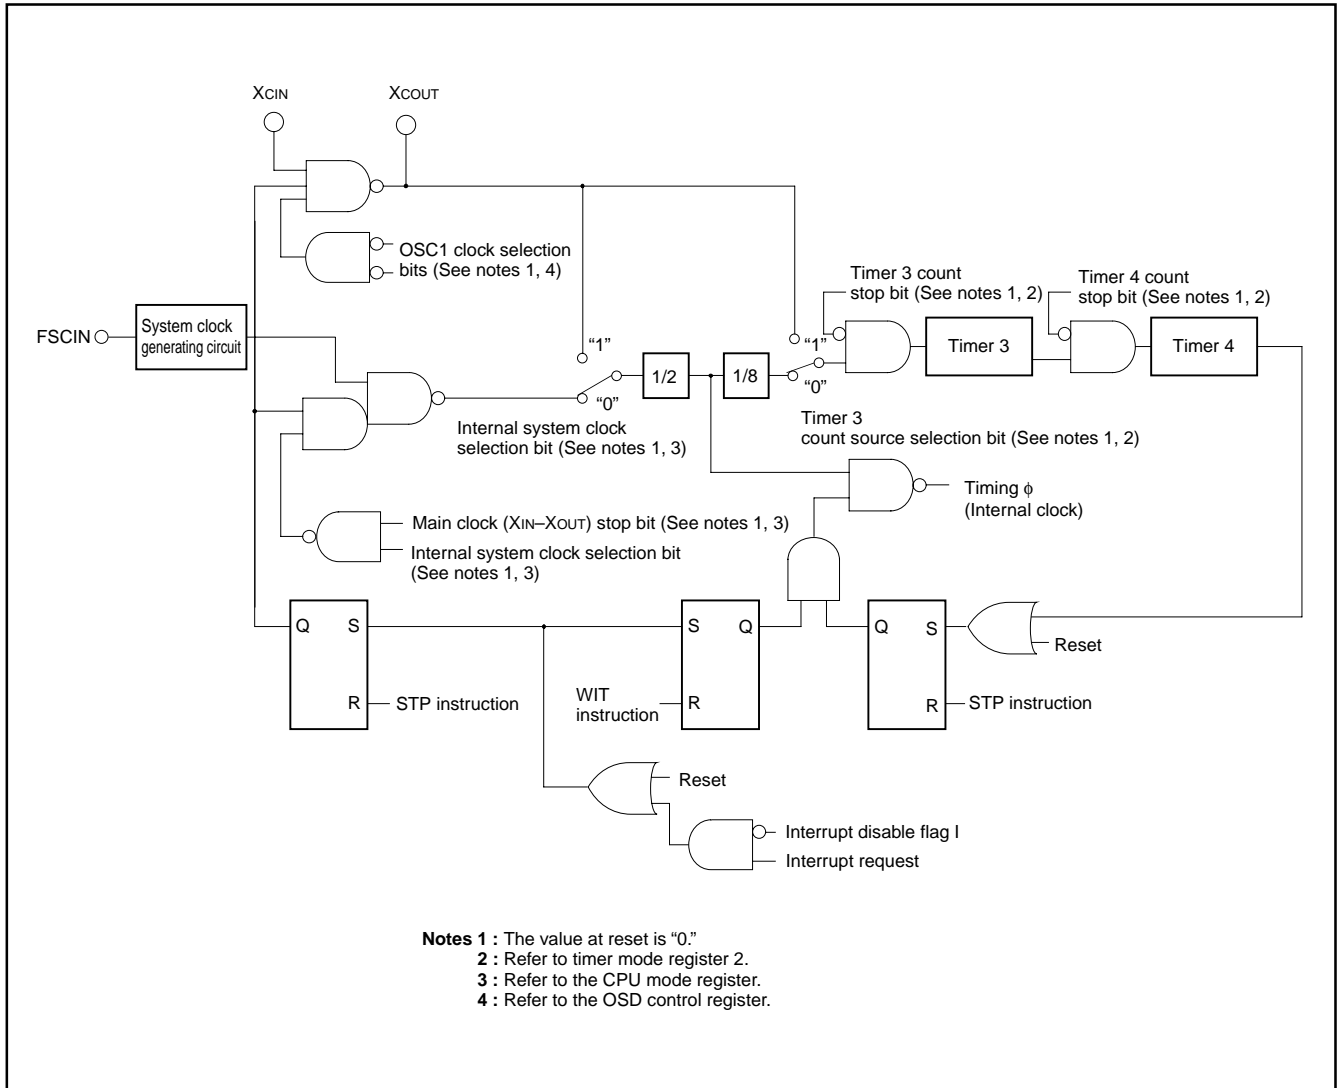 XCIN
XCOUT
OSC1 clock selection
bits (See notes 1, 4)
Timer 3 count
stop bit (See notes 1, 2)
Timer 4 count
stop bit (See notes 1, 2)
FSCIN
System clock
generating circuit
“1”
“0”
1/2
1/8
“1”
“0”
Timer 3
Timer 4
Internal system clock
selection bit (See notes 1, 3)
Timer 3
count source selection bit (See notes 1, 2)
Timing ϕ
(Internal clock)
Main clock (XIN–XOUT) stop bit (See notes 1, 3)
Internal system clock selection bit
(See notes 1, 3)
Q S
R
STP instruction
S Q
R
WIT
instruction
Q S
R
STP instruction
Reset
Reset
Interrupt disable flag I
Interrupt request
Notes 1 : The value at reset is “0.”
2 : Refer to timer mode register 2.
3 : Refer to the CPU mode register.
4 : Refer to the OSD control register.